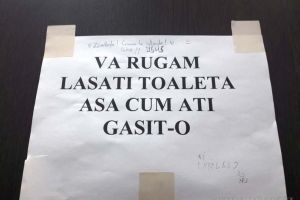 VA RUGAM
LASATI TOALETA
ASA CUM ATI
GASIT-O